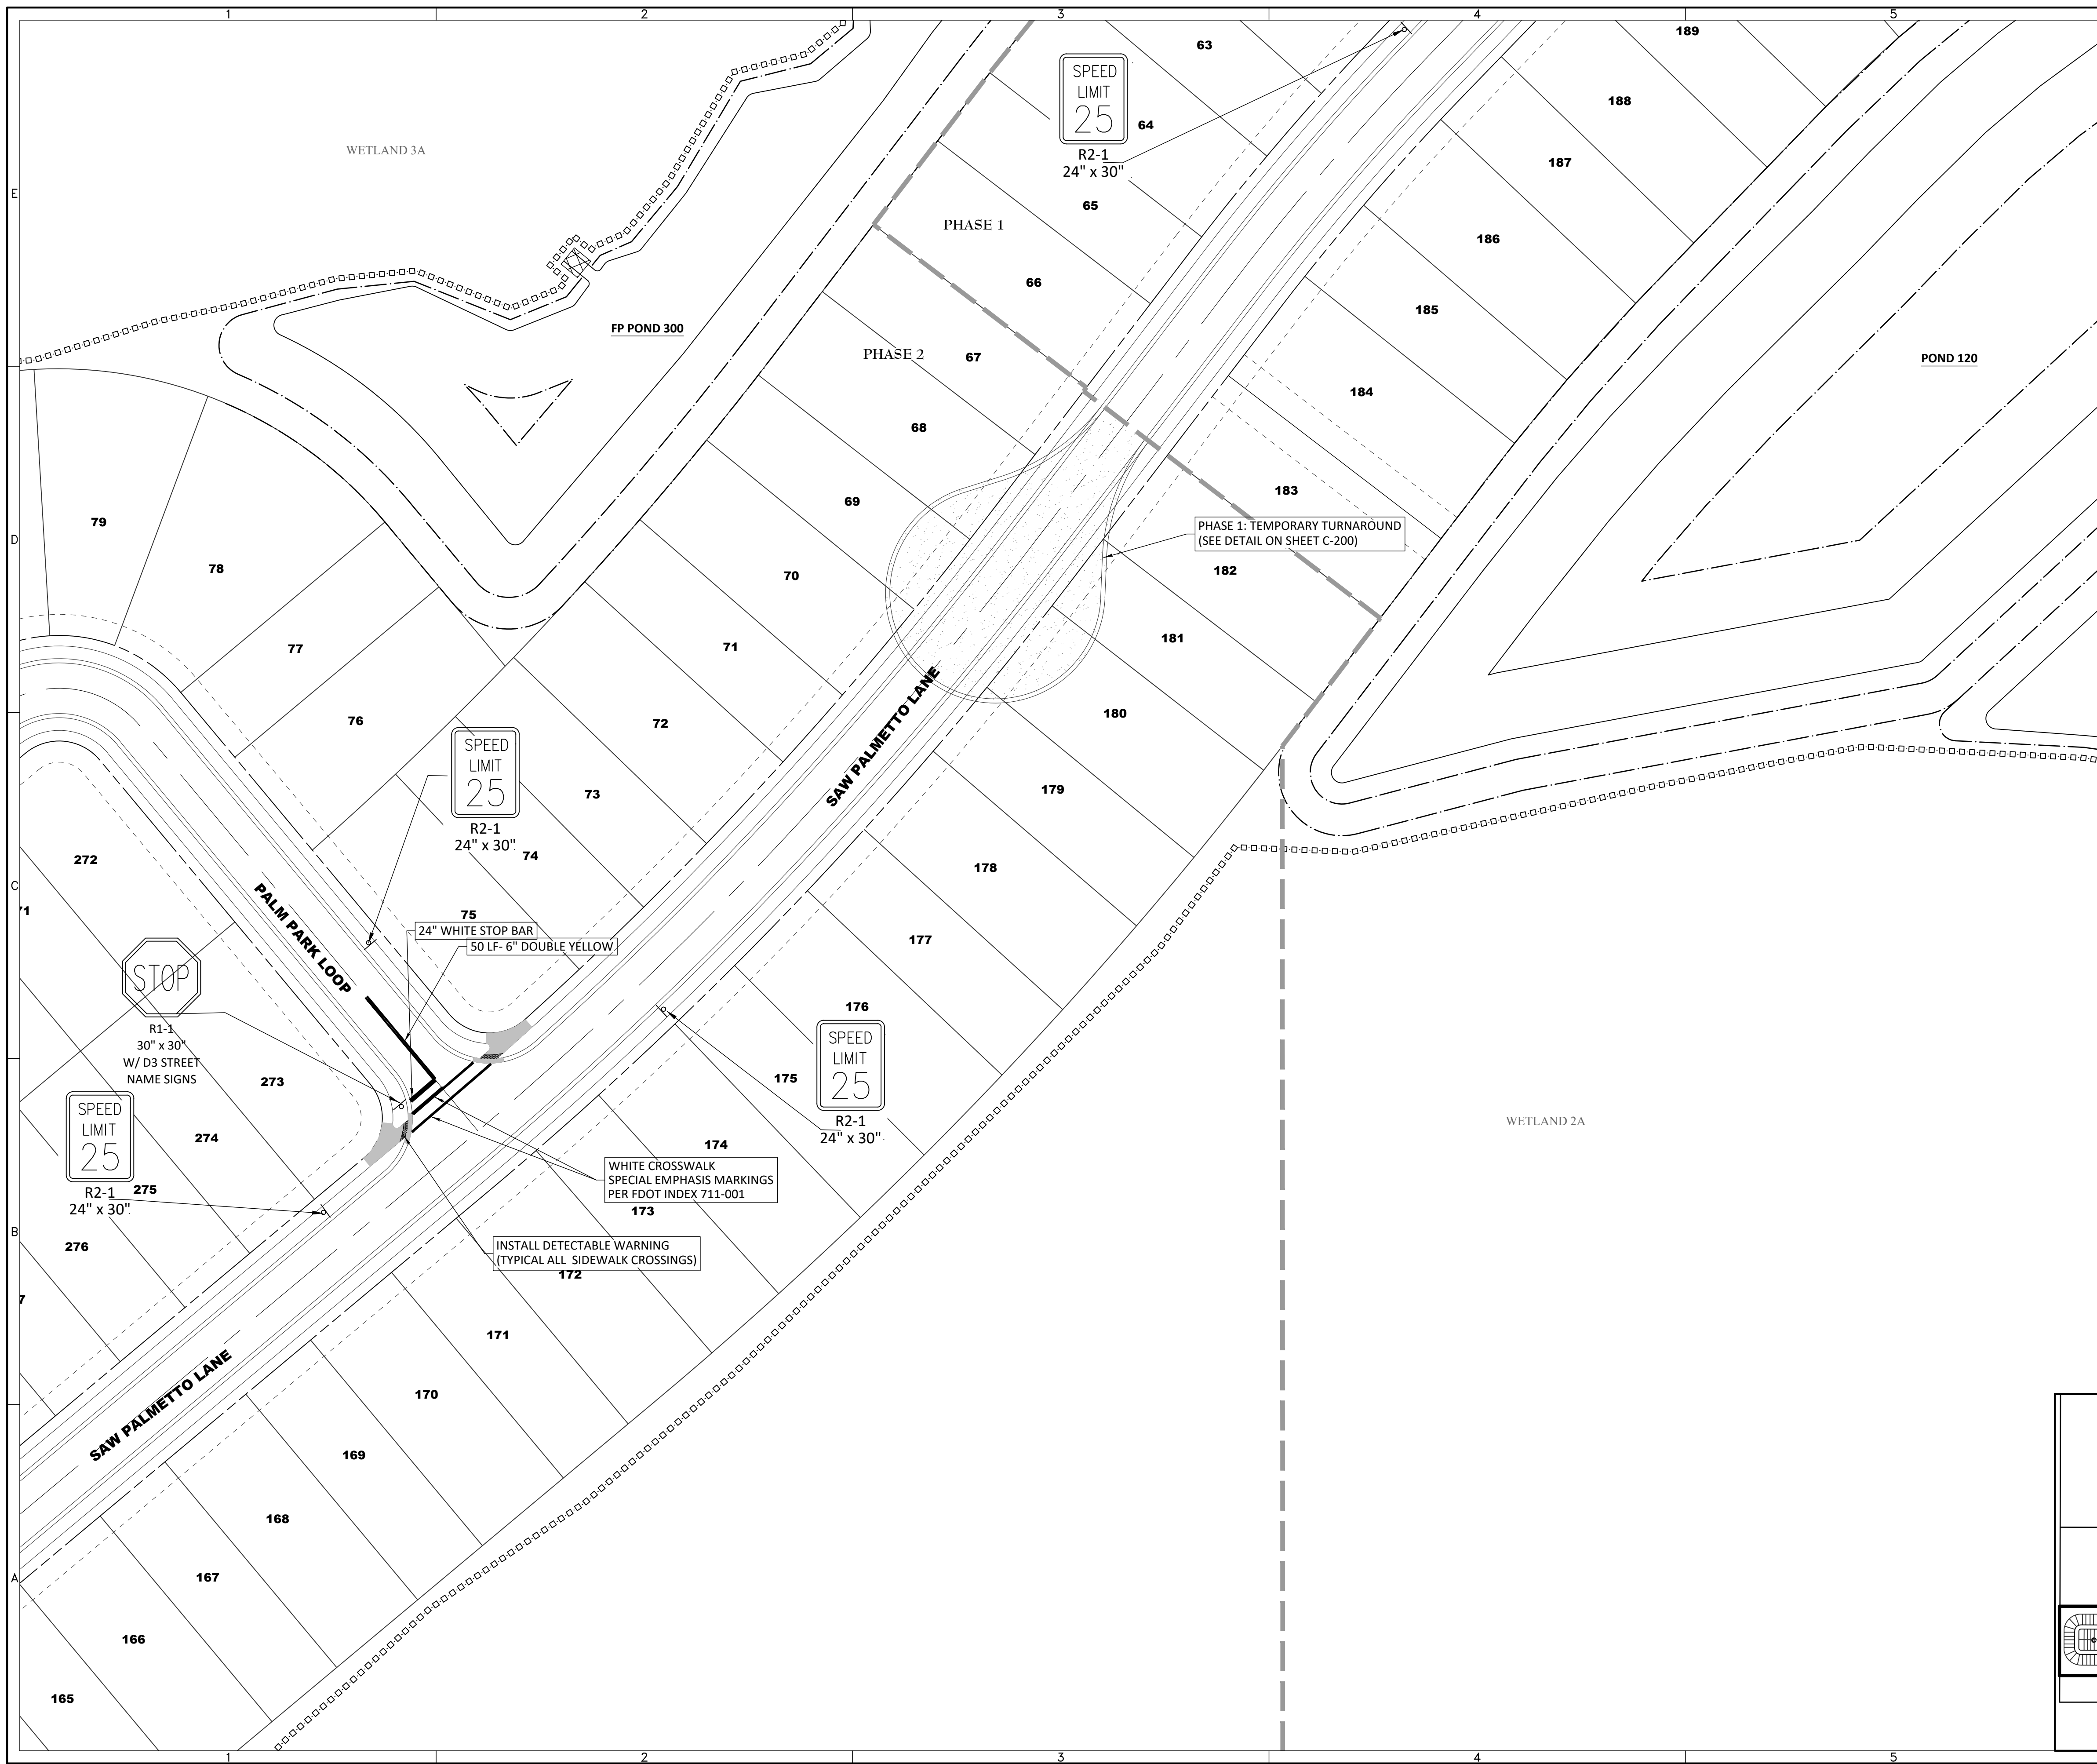 1
2
3
4
5
E
D
C
B
A
WETLAND 3A
FP POND 300
PHASE 1
PHASE 2
POND 120
WETLAND 2A
SPEED
LIMIT
25
R2-1
24" x 30"
63
64
65
66
67
68
69
70
71
72
73
74
75
76
77
78
79
189
188
187
186
185
184
183
182
181
180
179
178
177
176
175
174
173
172
171
170
169
168
167
166
165
PHASE 1: TEMPORARY TURNAROUND
(SEE DETAIL ON SHEET C-200)
SAW PALMETTO LANE
SPEED
LIMIT
25
R2-1
24" x 30"
24" WHITE STOP BAR
50 LF- 6" DOUBLE YELLOW
PALM PARK LOOP
272
71
STOP
R1-1
30" x 30"
W/ D3 STREET
NAME SIGNS
273
274
275
276
7
SPEED
LIMIT
25
R2-1
24" x 30"
SPEED
LIMIT
25
R2-1
24" x 30"
WHITE CROSSWALK
SPECIAL EMPHASIS MARKINGS
PER FDOT INDEX 711-001
INSTALL DETECTABLE WARNING
(TYPICAL ALL SIDEWALK CROSSINGS)
SAW PALMETTO LANE
1
2
3
4
5